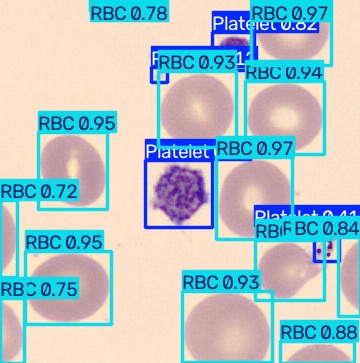 RBC 0.78
Platelet 0.82
RBC 0.97
RBC 0.93
RBC 0.94
RBC 0.95
Platelet
RBC 0.97
RBC 0.72
RBC 0.84
RBC 0.95
RBC 0.75
RBC 0.93
RBC 0.88